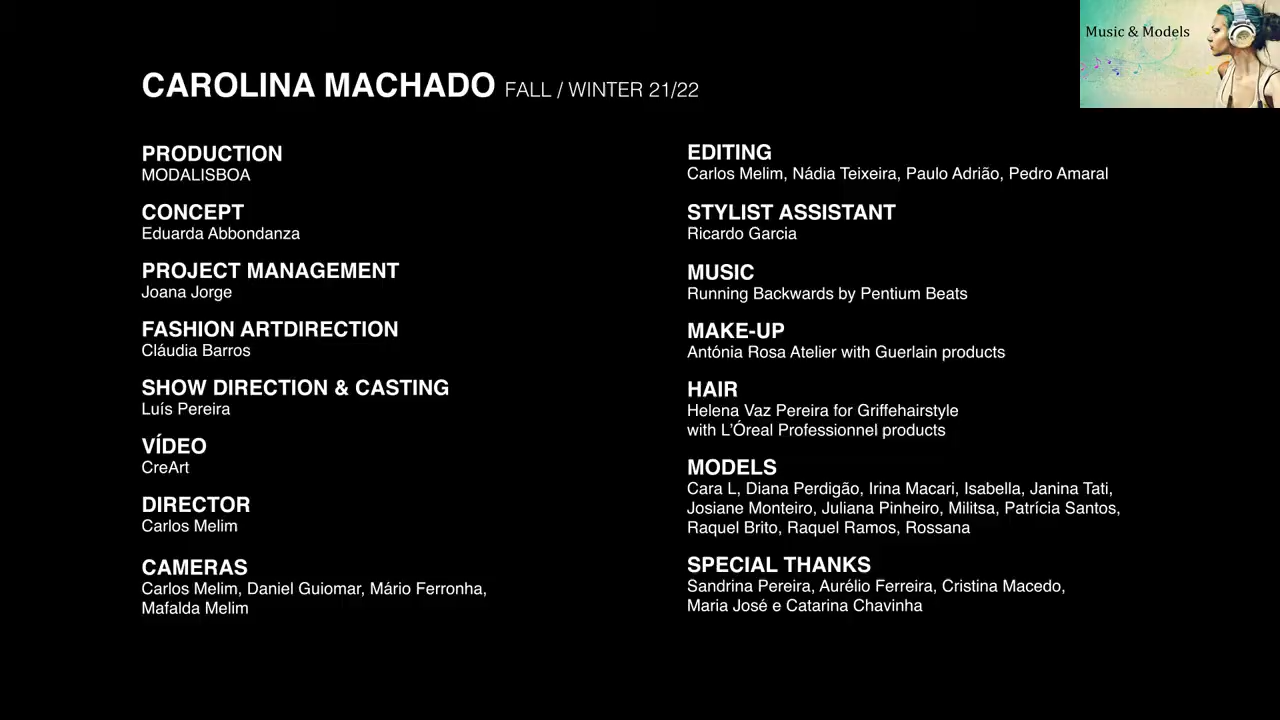 Music & Models
CAROLINA MACHADO FALL / WINTER 21/22
PRODUCTION
MODALISBOA
CONCEPT
Eduarda Abbondanza
PROJECT MANAGEMENT
Joana Jorge
FASHION ARTDIRECTION
Cláudia Barros
SHOW DIRECTION & CASTING
Luís Pereira
VÍDEO
CreArt
DIRECTOR
Carlos Melim
CAMERAS
Carlos Melim, Daniel Guiomar, Mário Ferronha,
Mafalda Melim
EDITING
Carlos Melim, Nádia Teixeira, Paulo Adrião, Pedro Amaral
STYLIST ASSISTANT
Ricardo Garcia
MUSIC
Running Backwards by Pentium Beats
MAKE-UP
Antónia Rosa Atelier with Guerlain products
HAIR
Helena Vaz Pereira for Griffehairstyle
with L'Óreal Professionnel products
MODELS
Cara L, Diana Perdigão, Irina Macari, Isabella, Janina Tati,
Josiane Monteiro, Juliana Pinheiro, Militsa, Patrícia Santos,
Raquel Brito, Raquel Ramos, Rossana
SPECIAL THANKS
Sandrina Pereira, Aurélio Ferreira, Cristina Macedo,
Maria José e Catarina Chavinha